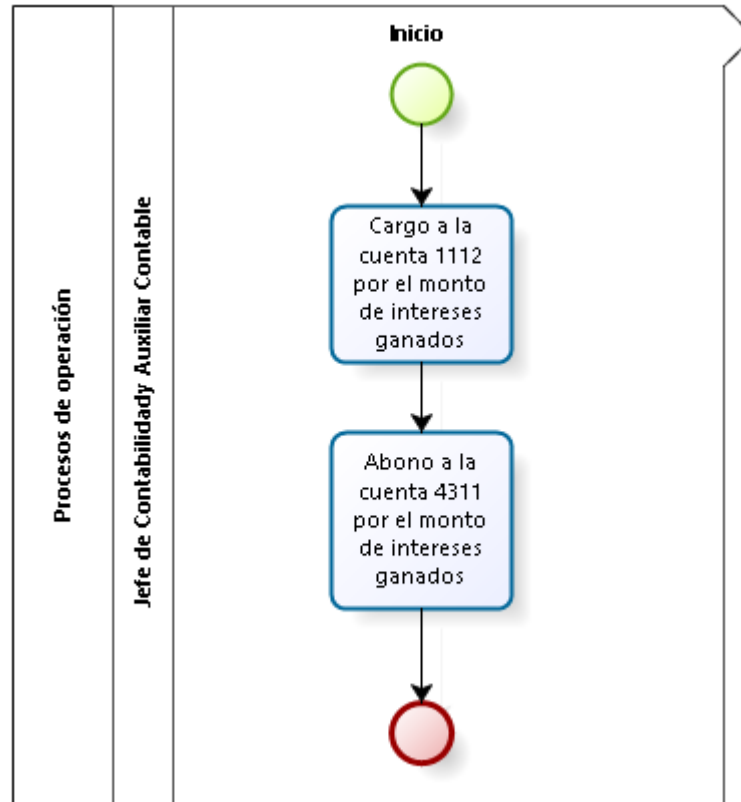 Procesos de operación
Jefe de Contabilidady Auxiliar Contable
Inicio
Cargo a la
cuenta 1112
por el monto
de intereses
ganados
Abono a la
cuenta 4311
por el monto
de intereses
ganados